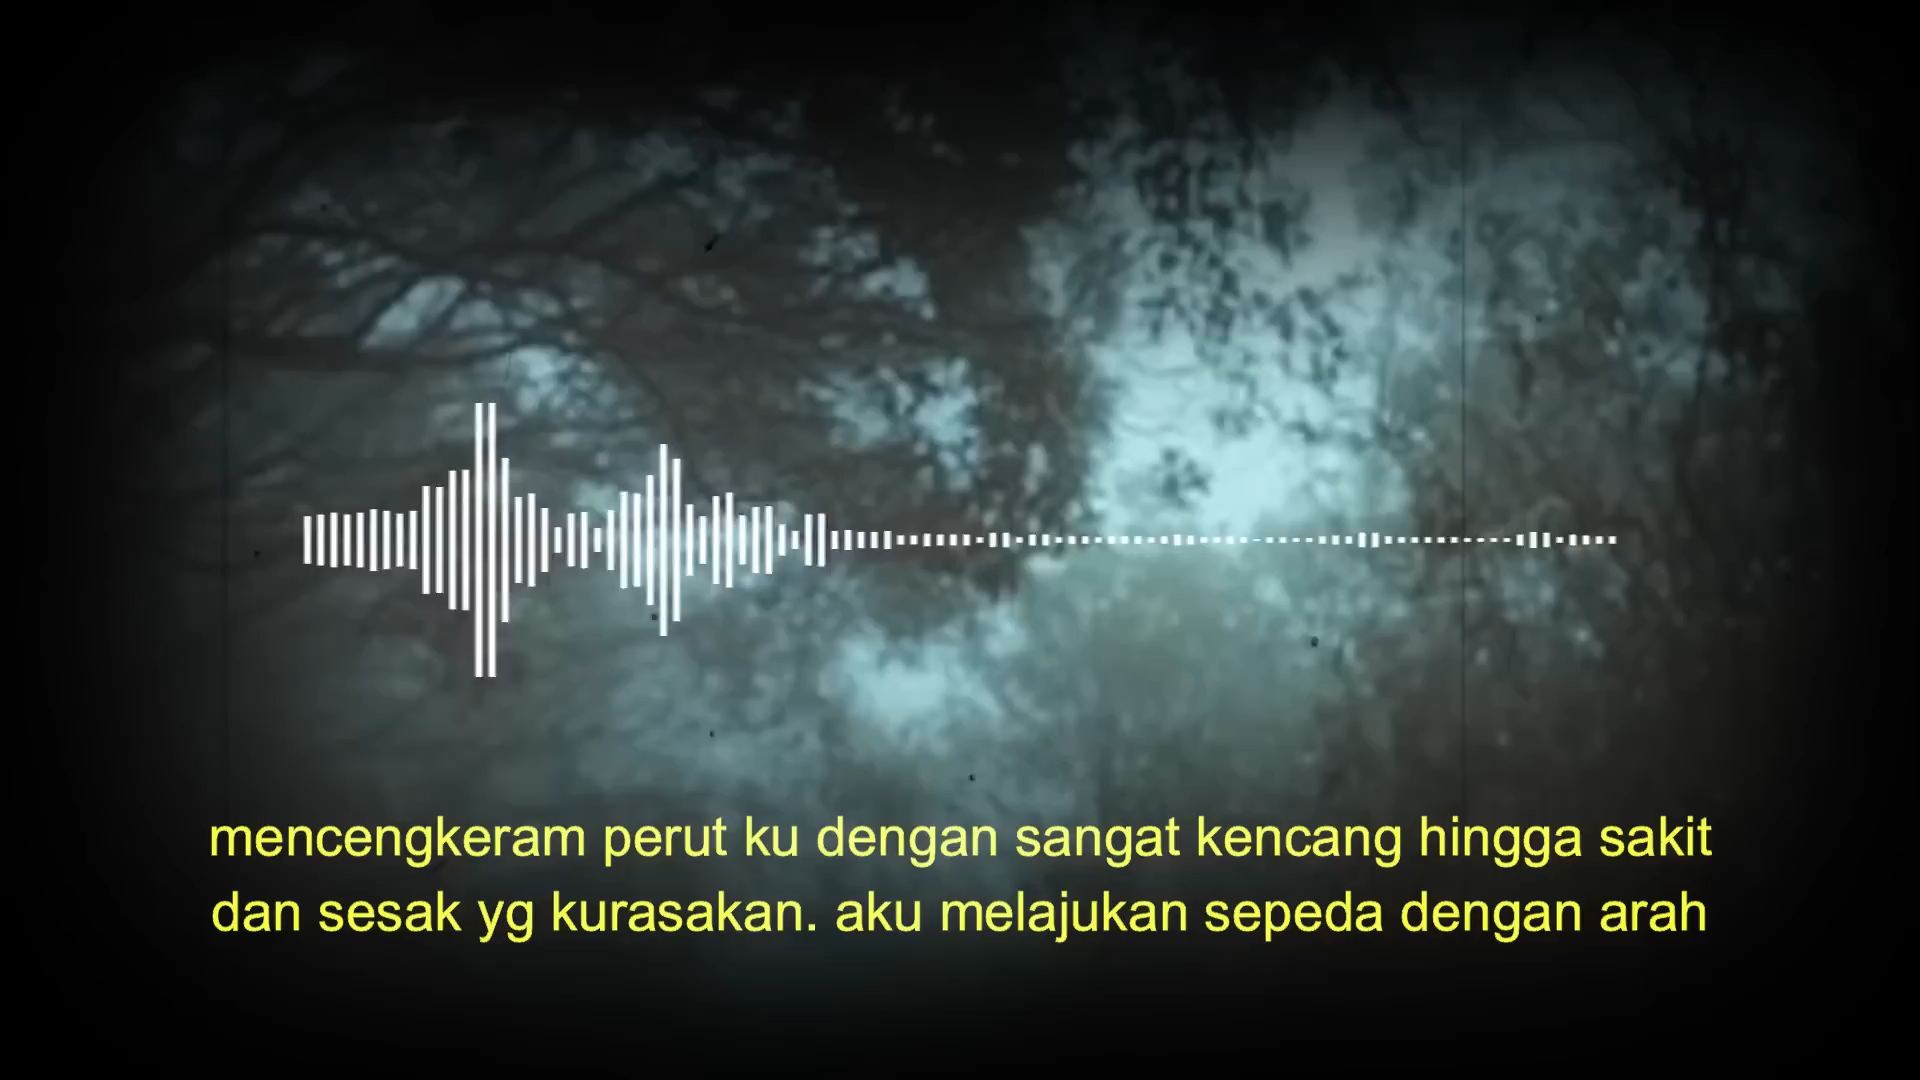 mencengkeram perut ku dengan sangat kencang hingga sakit
dan sesak yg kurasakan. aku melajukan sepeda dengan arah